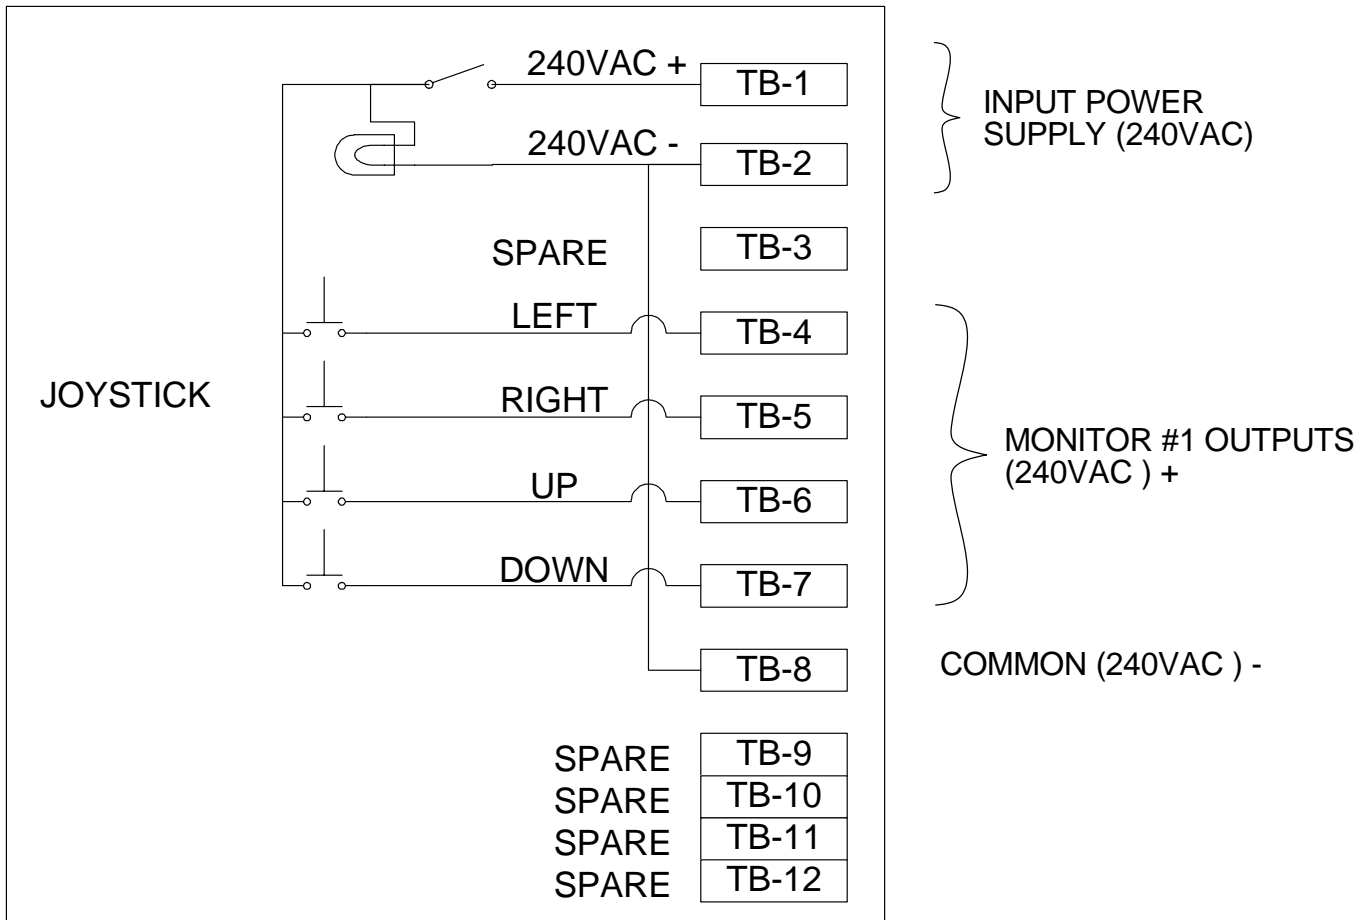 240VAC +
TB-1
INPUT POWER
SUPPLY (240VAC)
240VAC -
TB-2
SPARE
TB-3
LEFT
TB-4
JOYSTICK
RIGHT
TB-5
MONITOR #1 OUTPUTS
(240VAC ) +
UP
TB-6
DOWN
TB-7
TB-8
COMMON (240VAC ) -
SPARE
TB-9
SPARE
TB-10
SPARE
TB-11
SPARE
TB-12